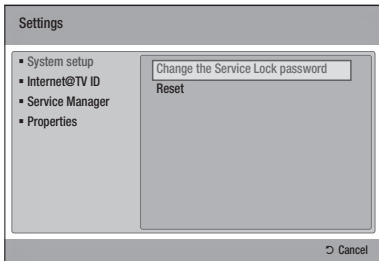 Settings
▪ System setup
▪ Internet@TV ID
▪ Service Manager
▪ Properties
Change the Service Lock password
Reset
Cancel